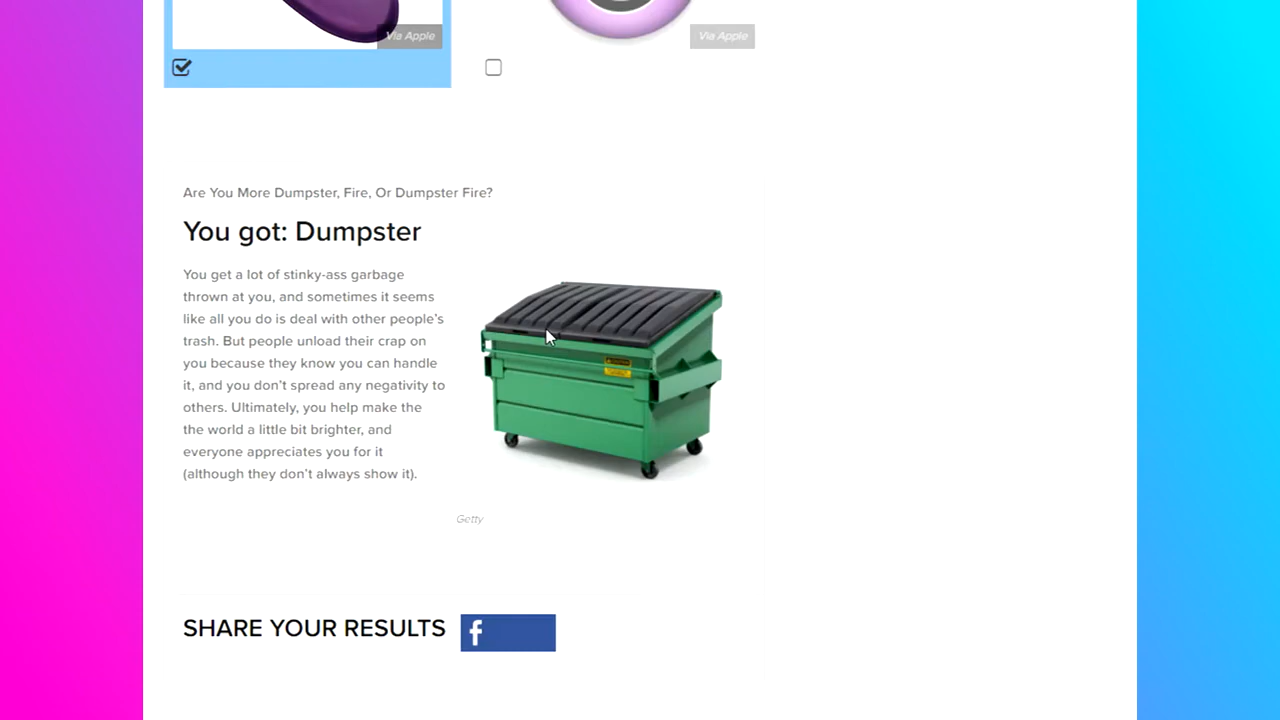 Via Apple
Via Apple
Are You More Dumpster, Fire, Or Dumpster Fire?
You got: Dumpster
You get a lot of stinky-ass garbage
thrown at you, and sometimes it seems
like all you do is deal with other people’s
trash. But people unload their crap on
you because they know you can handle
it, and you don’t spread any negativity to
others. Ultimately, you help make the
the world a little bit brighter, and
everyone appreciates you for it
(although they don’t always show it).
Getty
SHARE YOUR RESULTS
f